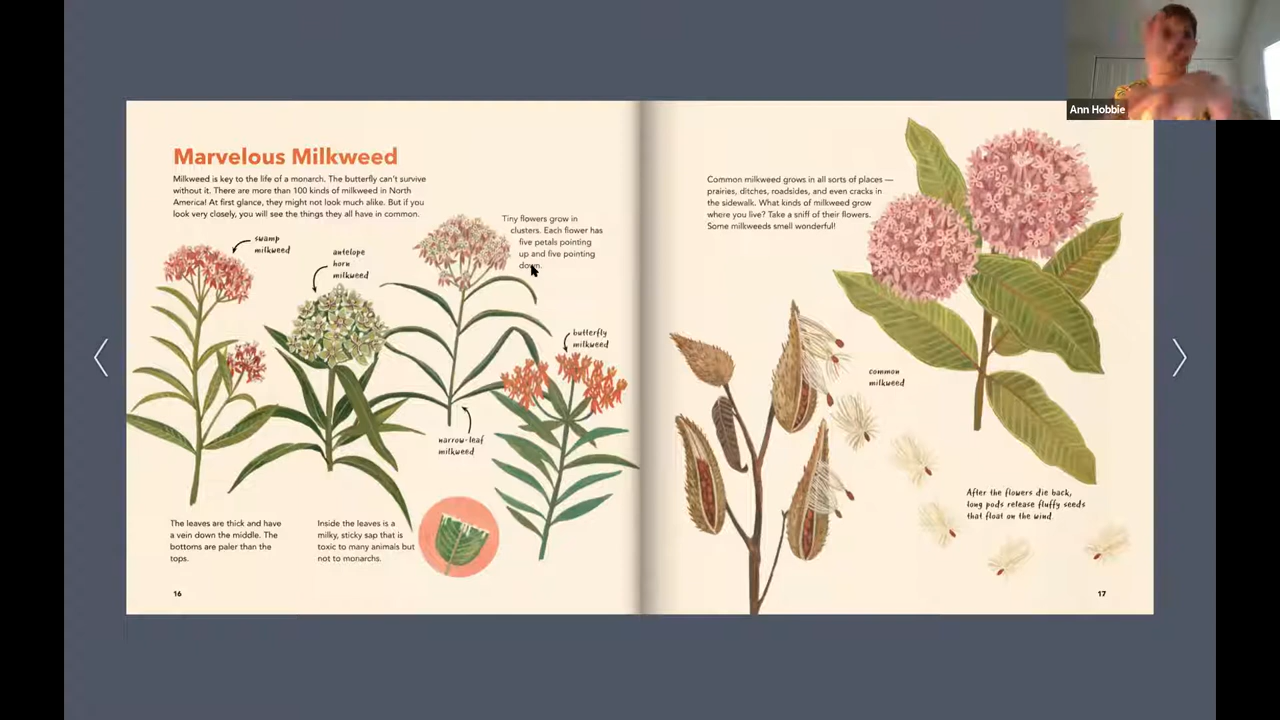 Ann Hobbie
Marvelous Milkweed
Milkweed is key to the life of a monarch. The butterfly can't survive
without it. There are more than 100 kinds of milkweed in North
America! At first glance, they might not look much alike. But if you
look very closely, you will see the things they all have in common.
swamp
milkweed
antelope
horn
milkweed
Tiny flowers grow in
clusters. Each flower has
five petals pointing
up and five pointing
down.
butterfly
milkweed
narrow-leaf
milkweed
The leaves are thick and have
a vein down the middle. The
bottoms are paler than the
tops.
Inside the leaves is a
milky, sticky sap that is
toxic to many animals but
not to monarchs.
16
Common milkweed grows in all sorts of places —
prairies, ditches, roadsides, and even cracks in
the sidewalk. What kinds of milkweed grow
where you live? Take a sniff of their flowers.
Some milkweeds smell wonderful!
common
milkweed
After the flowers die back,
long pods release fluffy seeds
that float on the wind.
17